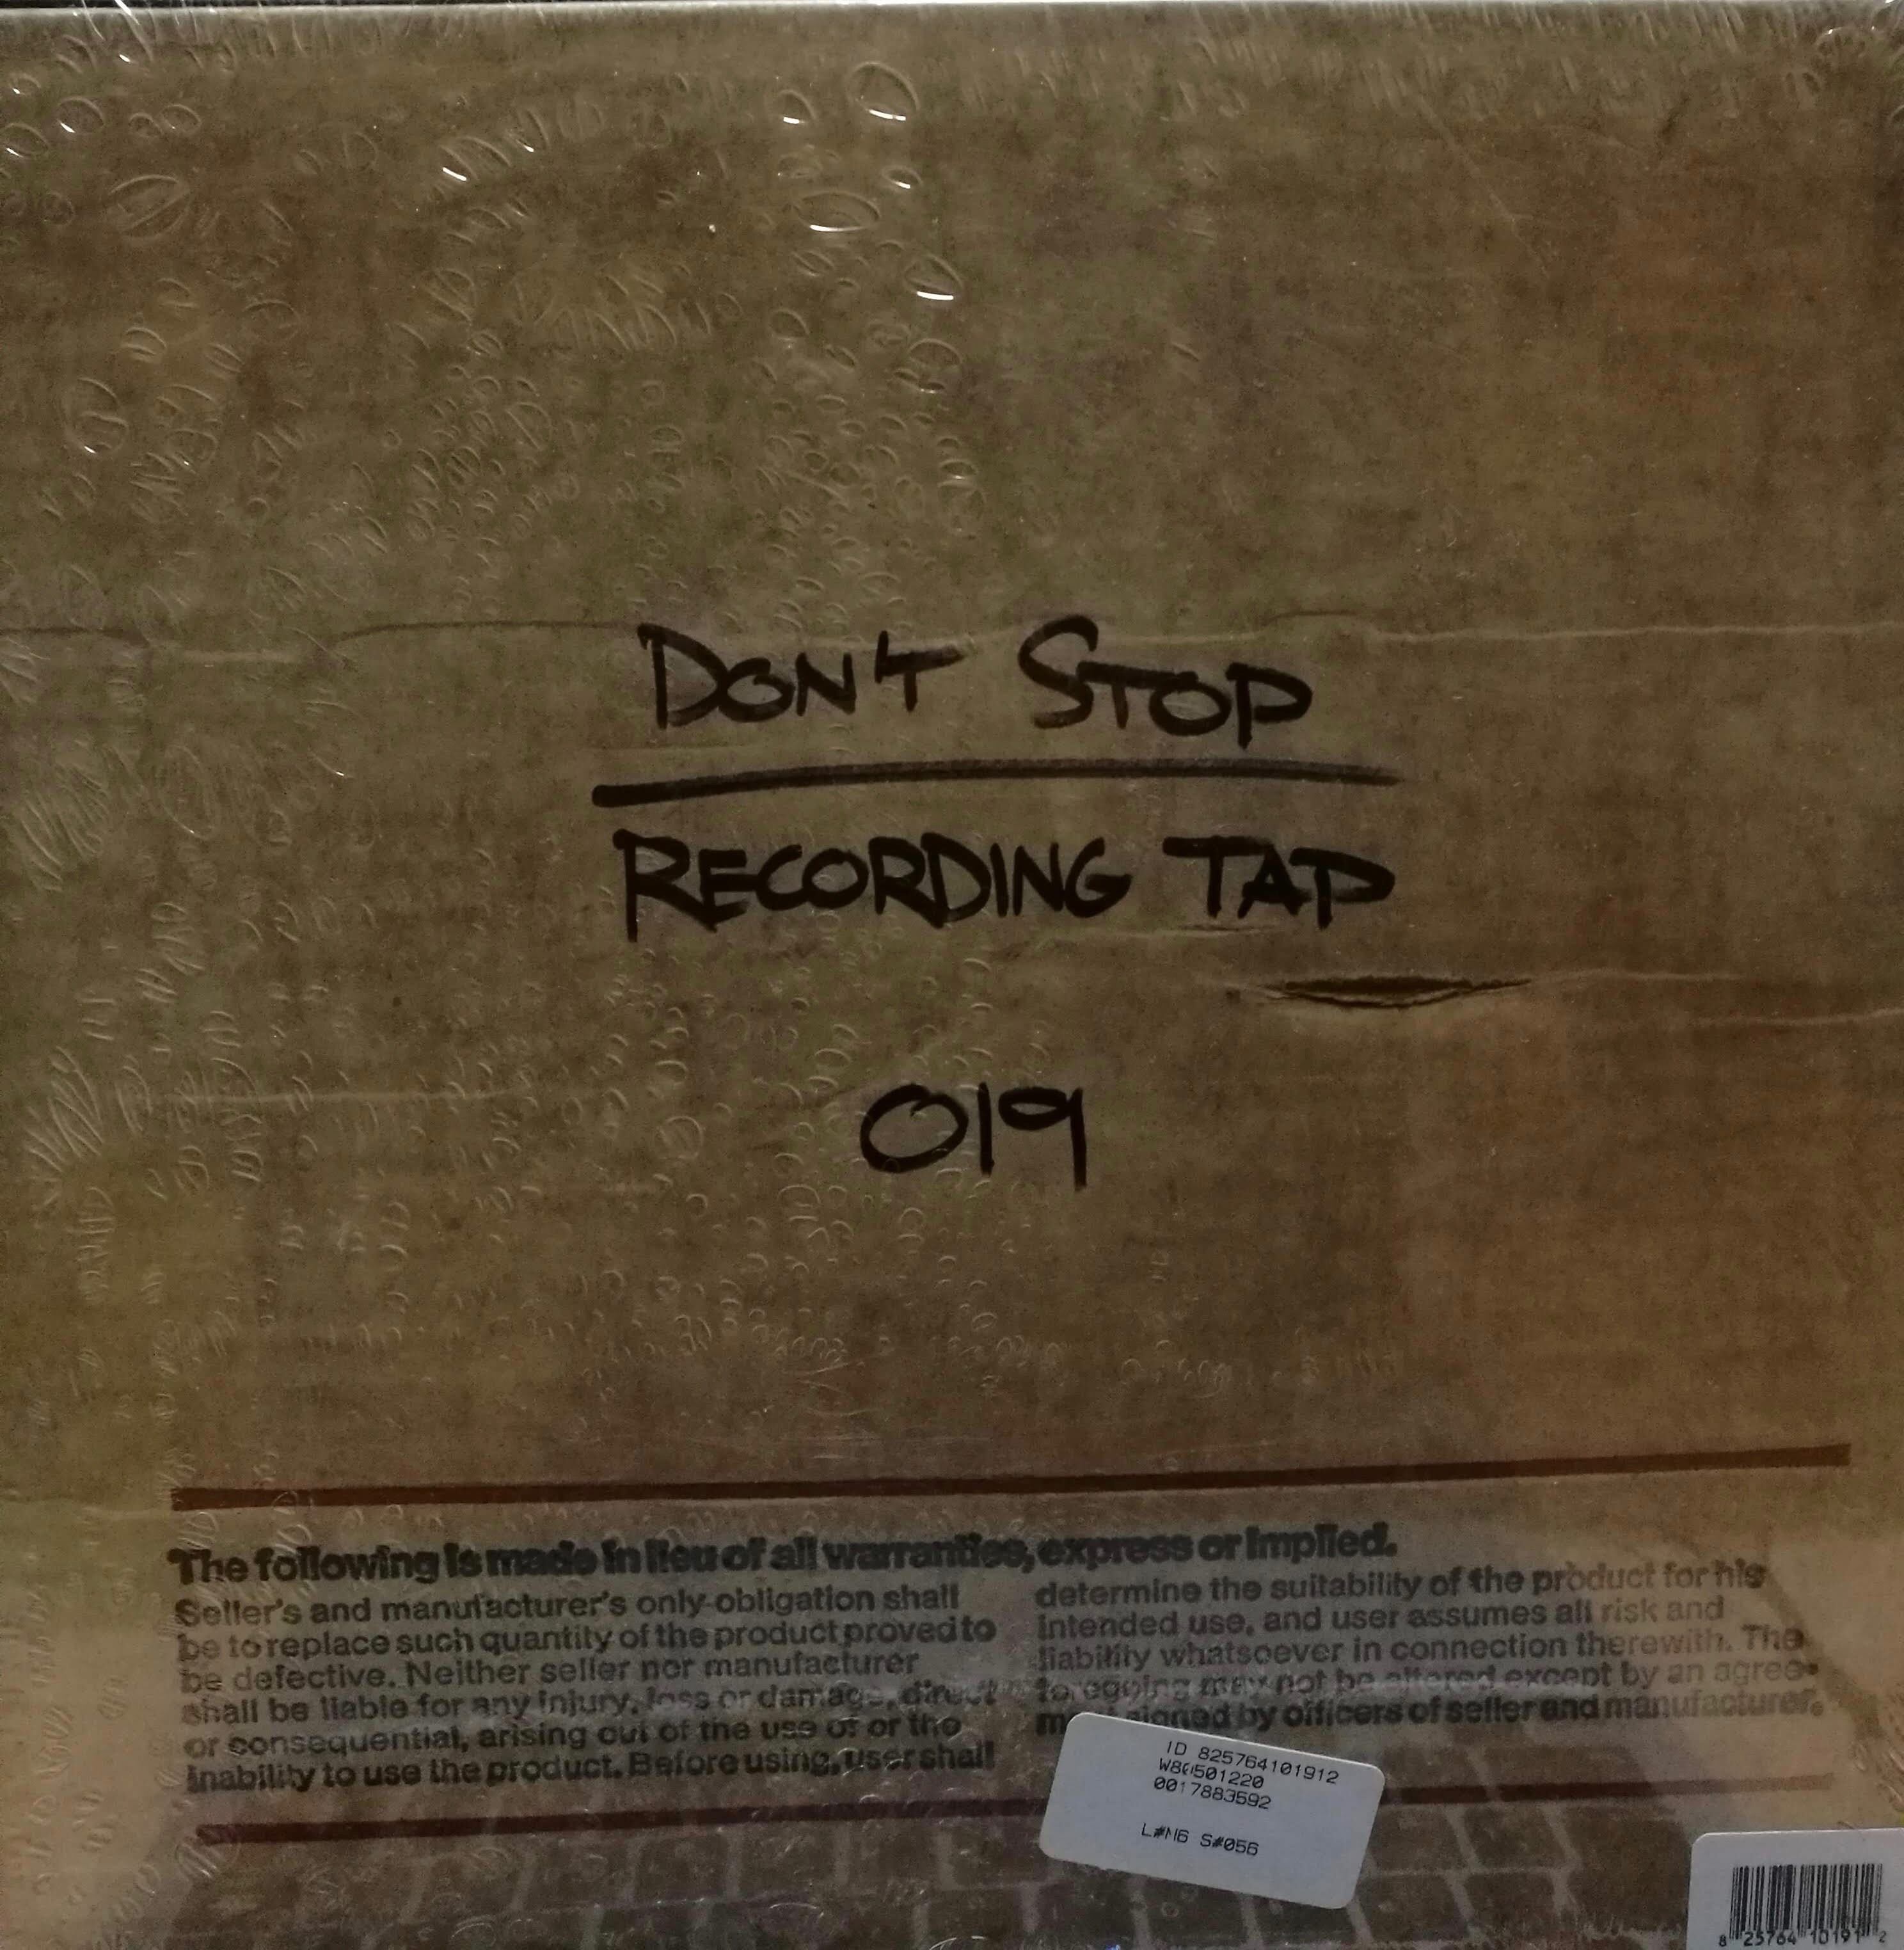 DON'T STOP
RECORDING TAP
019
The following is made in lieu of all warranties, express or implied.
Seller's and manufacturer's only obligation shall
be to replace such quantity of the product proved to
be defective. Neither seller nor manufacturer
shall be liable for any injury, loss or damage, direct
or consequential, arising out of the use of or the
inability to use the product. Before using, user shall
determine the suitability of the product for his
intended use, and user assumes all risk and
liability whatsoever in connection therewith. The
foregoing may not be altered except by an agree-
signed by officers of seller and manufacturer.
ID 825764101912
0017883592
L#N6 S#056
8 25764 10191 2